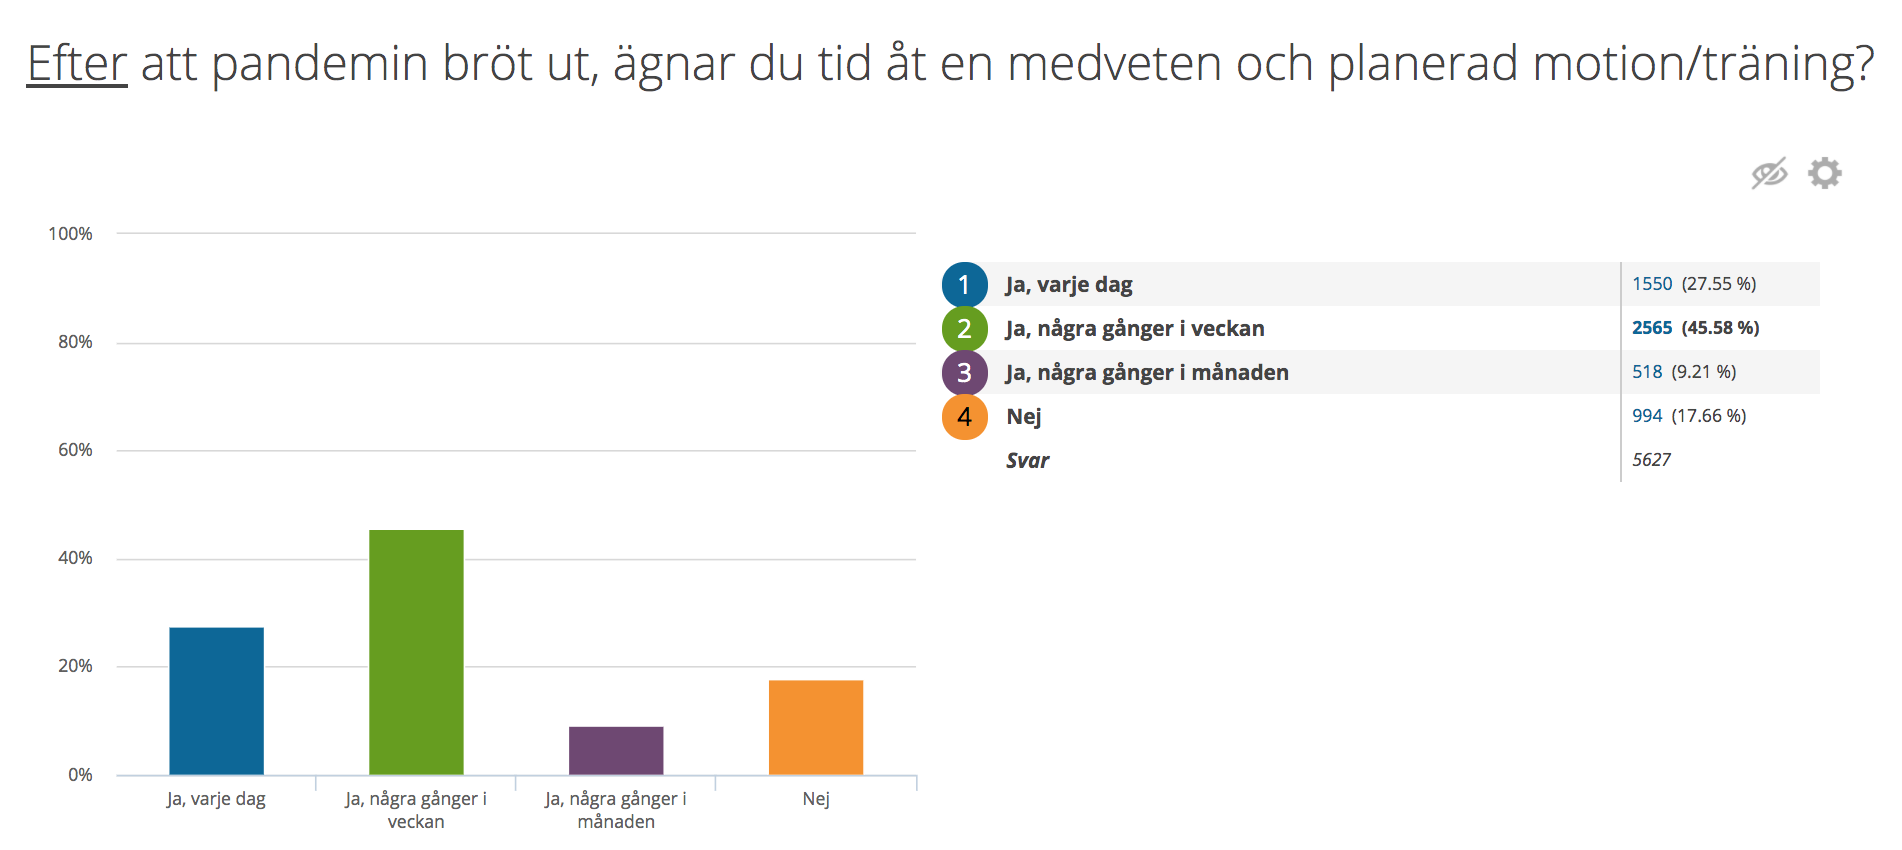 Efter att pandemin bröt ut, ägnar du tid åt en medveten och planerad motion/träning?
100%
80%
60%
40%
20%
0%
Ja, varje dag
Ja, några gånger i
veckan
Ja, några gånger i
månaden
Nej
1 Ja, varje dag 1550 (27.55 %)
2 Ja, några gånger i veckan 2565 (45.58 %)
3 Ja, några gånger i månaden 518 (9.21 %)
4 Nej 994 (17.66 %)
Svar 5627